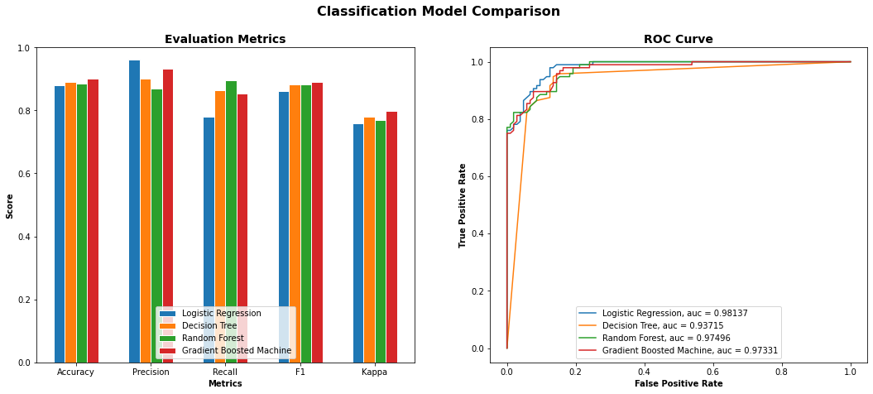 Classification Model Comparison
Evaluation Metrics
1.0
0.8
0.6
0.4
0.2
0.0
Score
Logistic Regression
Decision Tree
Random Forest
Gradient Boosted Machine
Accuracy
Precision
Recall
F1
Kappa
Metrics
ROC Curve
1.0
0.8
0.6
0.4
0.2
0.0
True Positive Rate
Logistic Regression, auc = 0.98137
Decision Tree, auc = 0.93715
Random Forest, auc = 0.97496
Gradient Boosted Machine, auc = 0.97331
0.0 0.2 0.4 0.6 0.8 1.0
False Positive Rate